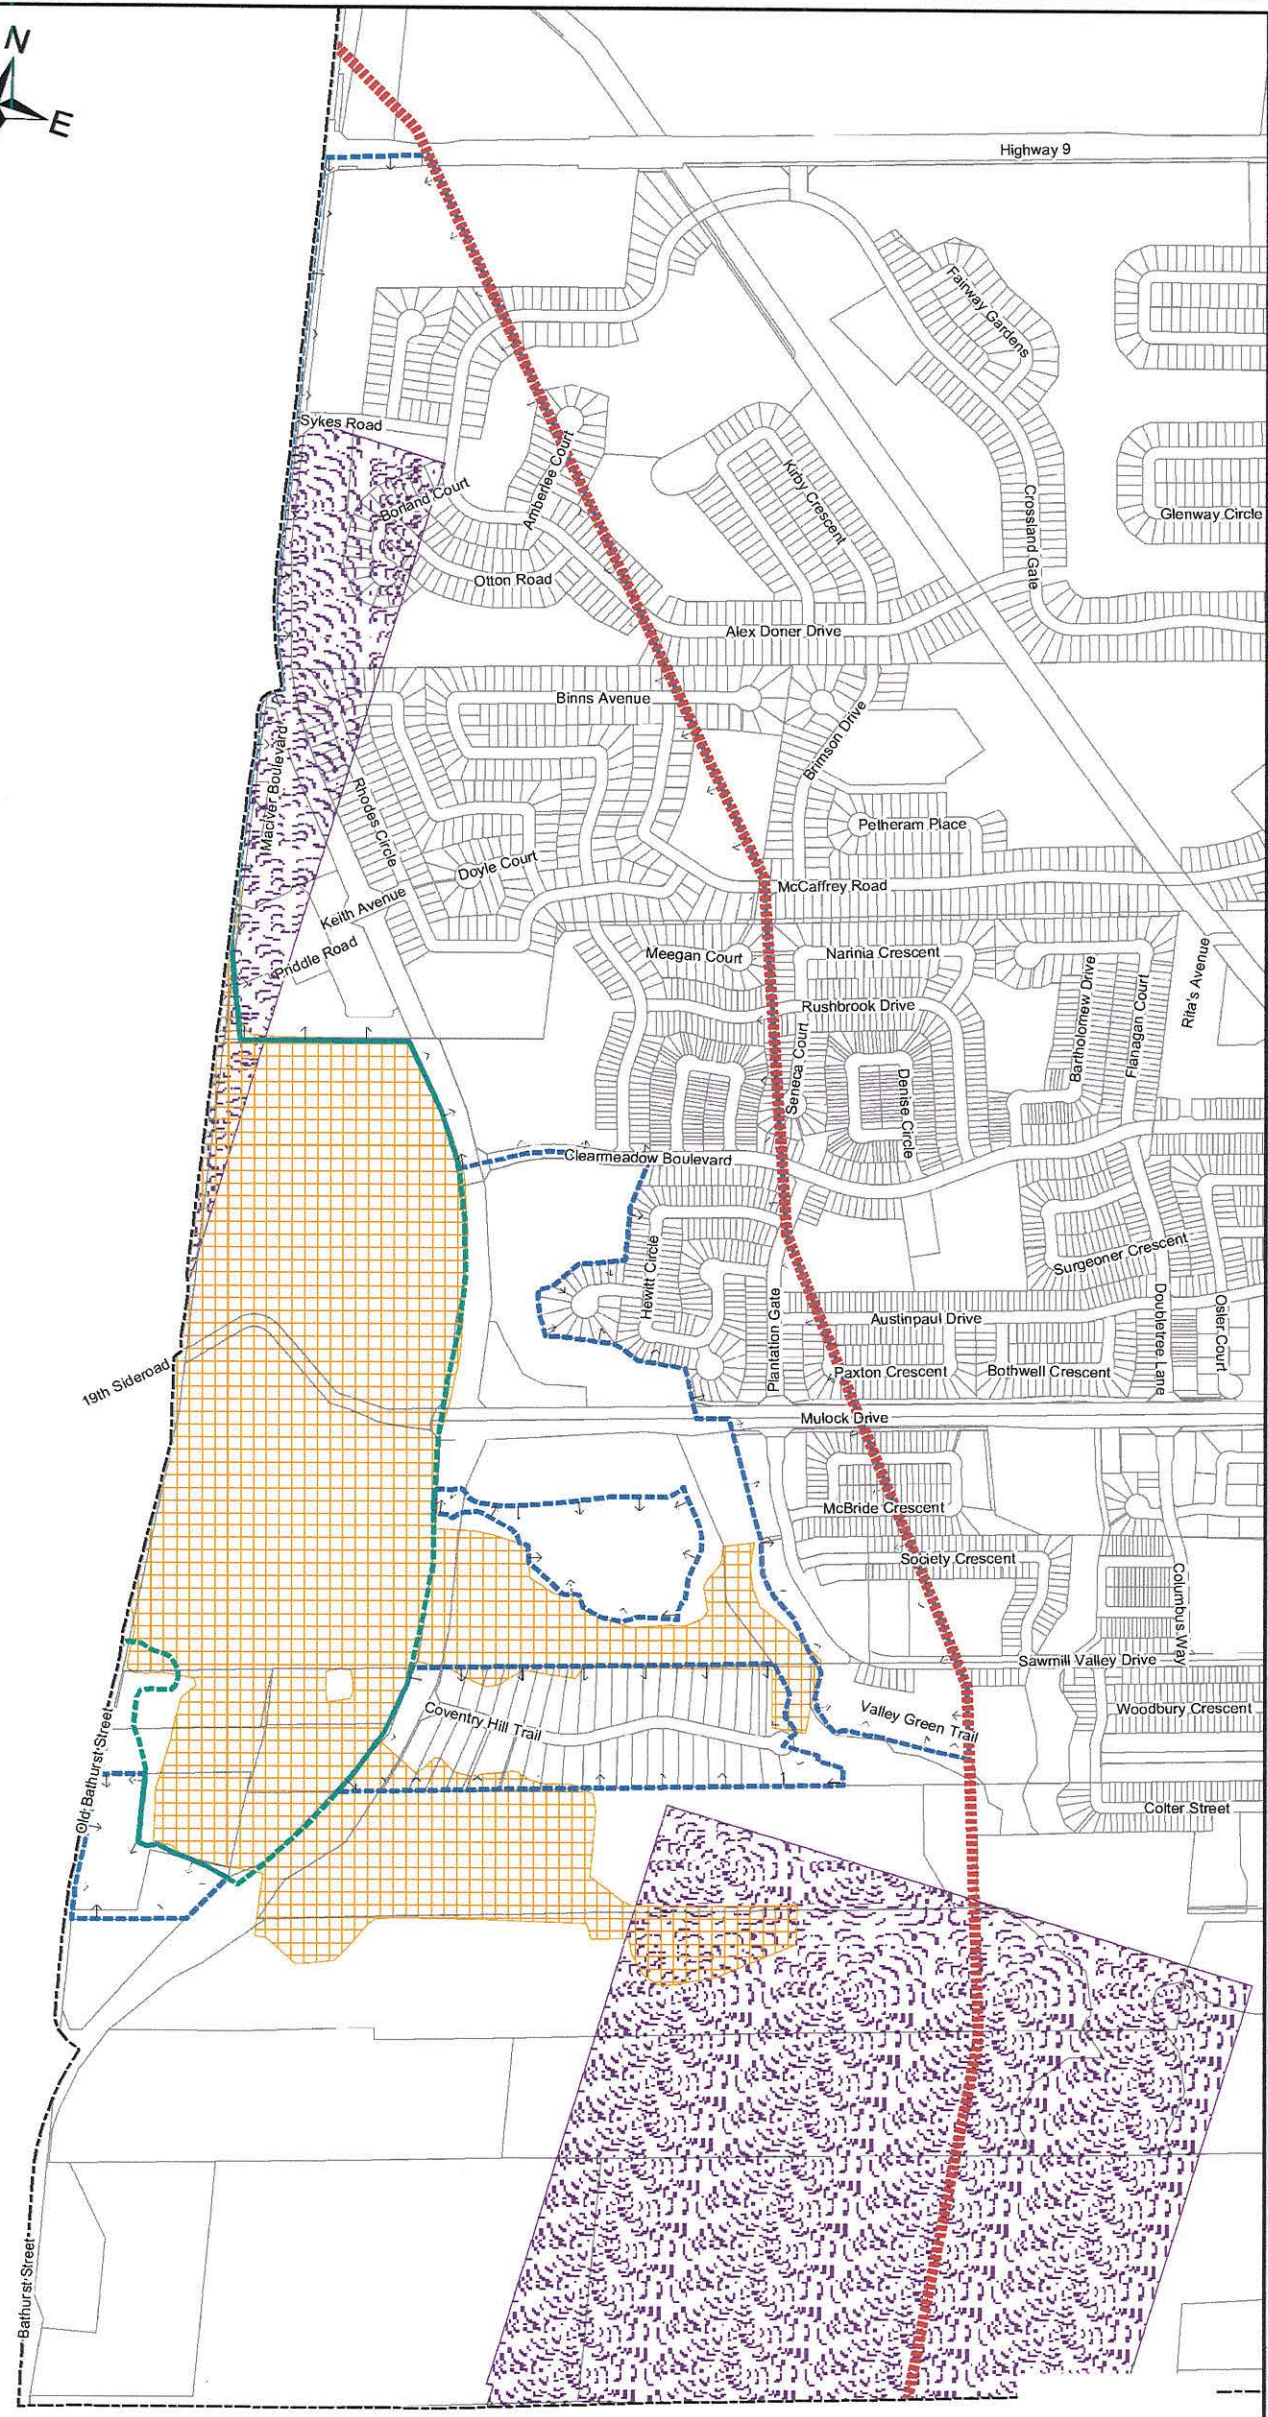 N
E
Highway 9
Fairway Gardens
Sykes Road
Borland Court
Amberlee Court
Kirby Crescent
Crossland Gate
Glenway Circle
Otton Road
Alex Doner Drive
Binns Avenue
Brimson Drive
Maciver Boulevard
Rhodes Circle
Petheram Place
Doyle Court
Keith Avenue
McCaffrey Road
Priddle Road
Meegan Court
Narinia Crescent
Rita's Avenue
Bartholomew Drive
Flanagan Court
Rushbrook Drive
Seneca Court
Denise Circle
Clearmeadow Boulevard
Hewitt Circle
Surgeoner Crescent
Plantation Gate
Austinpaul Drive
Doubletree Lane
Osler Court
19th Sideroad
Paxton Crescent
Bothwell Crescent
Mulock Drive
McBride Crescent
Society Crescent
Columbus Way
Sawmill Valley Drive
Coventry Hill Trail
Valley Green Trail
Woodbury Crescent
Old Bathurst Street
Colter Street
Bathurst Street